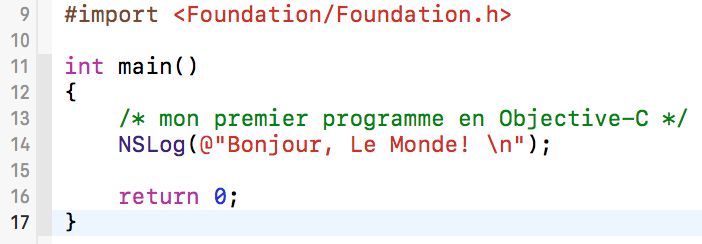 9 #import <Foundation/Foundation.h>
10
11 int main()
12 {
13 /* mon premier programme en Objective-C */
14 NSLog(@"Bonjour, Le Monde! \n");
15
16 return 0;
17 }